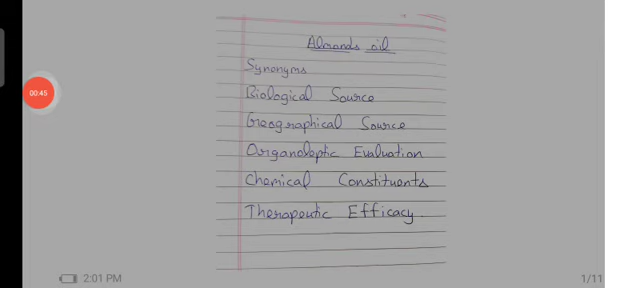 Almonds oil
Synonyms
Biological Source
Geographical Source
Organoleptic Evaluation
Chemical Constituents
Therapeutic Efficacy.
00:45
2:01 PM
1/11